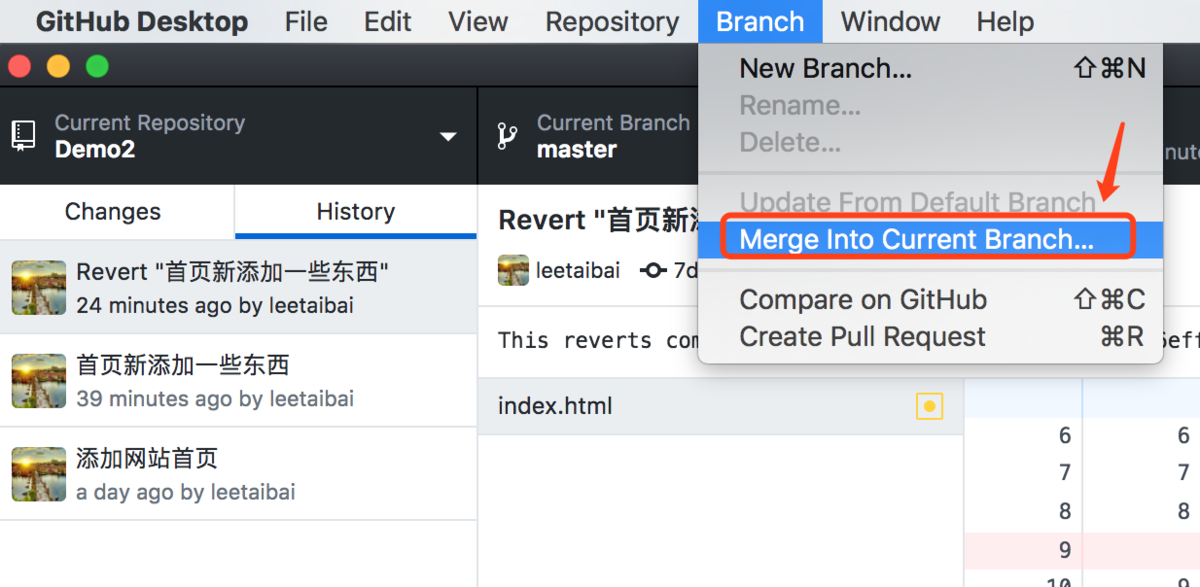 GitHub Desktop File Edit View Repository Branch Window Help
New Branch... ⇧⌘N
Rename...
Delete...
Update From Default Branch
Merge Into Current Branch...
Compare on GitHub ⇧⌘C
Create Pull Request ⌘R
Current Repository
Demo2
Current Branch
master
Changes History
Revert "首页新添加一些东西"
24 minutes ago by leetaibai
首页新添加一些东西
39 minutes ago by leetaibai
添加网站首页
a day ago by leetaibai
Revert "首页新
leetaibai 7d
This reverts com
index.html
6 6
7 7
8 8
9
10 9